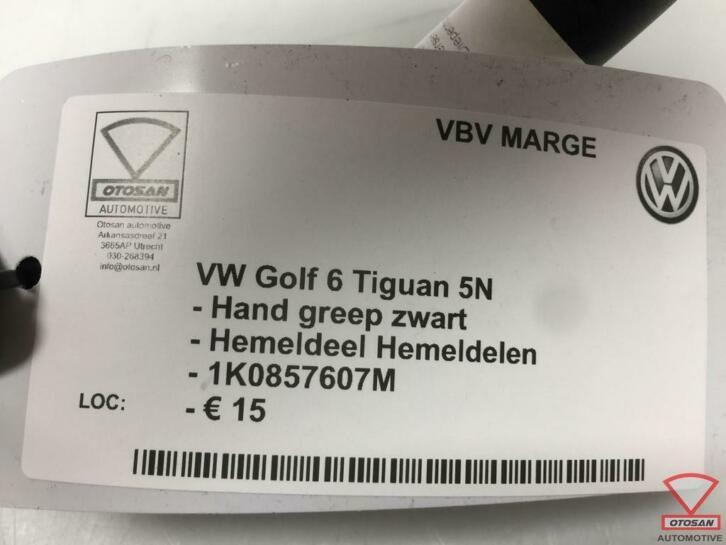 VBV MARGE
OTOSAN
AUTOMOTIVE
Otosan automotive
Arkansasdreef 21
3565AP Utrecht
030-268394
info@otosan.nl
VW Golf 6 Tiguan 5N
- Hand greep zwart
- Hemeldeel Hemeldelen
- 1K0857607M
LOC: - € 15
OTOSAN
AUTOMOTIVE